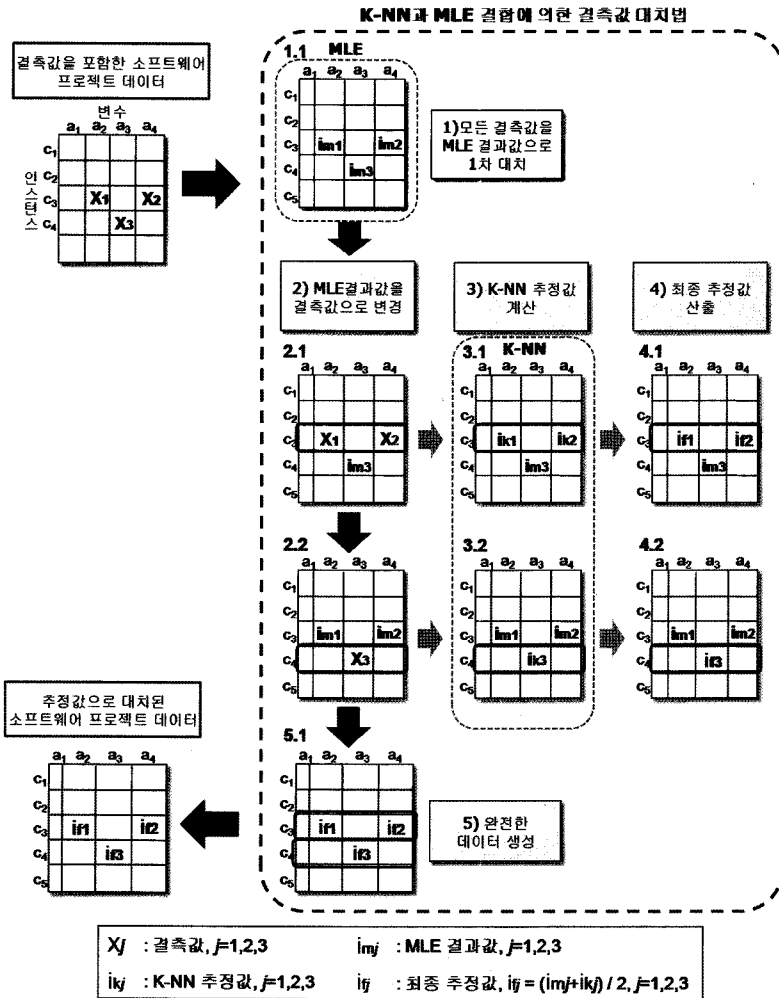 K-NN과 MLE 결합에 의한 결측값 대치법
결측값을 포함한 소프트웨어
프로젝트 데이터
변수
a1 a2 a3 a4
인스턴스
c1
c2
c3 X1 X2
c4 X3
1.1 MLE
a1 a2 a3 a4
c1
c2
c3 im1 im2
c4 im3
c5
1)모든 결측값을
MLE 결과값으로
1차 대치
2) MLE결과값을
결측값으로 변경
3) K-NN 추정값
계산
4) 최종 추정값
산출
2.1
a1 a2 a3 a4
c1
c2
c3 X1 X2
c4 im3
c5
3.1 K-NN
a1 a2 a3 a4
c1
c2
c3 ik1 ik2
c4 im3
c5
4.1
a1 a2 a3 a4
c1
c2
c3 if1 if2
c4 im3
c5
2.2
a1 a2 a3 a4
c1
c2
c3 im1 im2
c4 X3
c5
3.2
a1 a2 a3 a4
c1
c2
c3 im1 im2
c4 ik3
c5
4.2
a1 a2 a3 a4
c1
c2
c3 im1 im2
c4 if3
c5
추정값으로 대치된
소프트웨어 프로젝트 데이터
a1 a2 a3 a4
c1
c2
c3 if1 if2
c4 if3
c5
5.1
a1 a2 a3 a4
c1
c2
c3 if1 if2
c4 if3
c5
5) 완전한
데이터 생성
Xj : 결측값, j=1,2,3 imj : MLE 결과값, j=1,2,3
ikj : K-NN 추정값, j=1,2,3 ifj : 최종 추정값, ifj = (imj+ikj) / 2, j=1,2,3